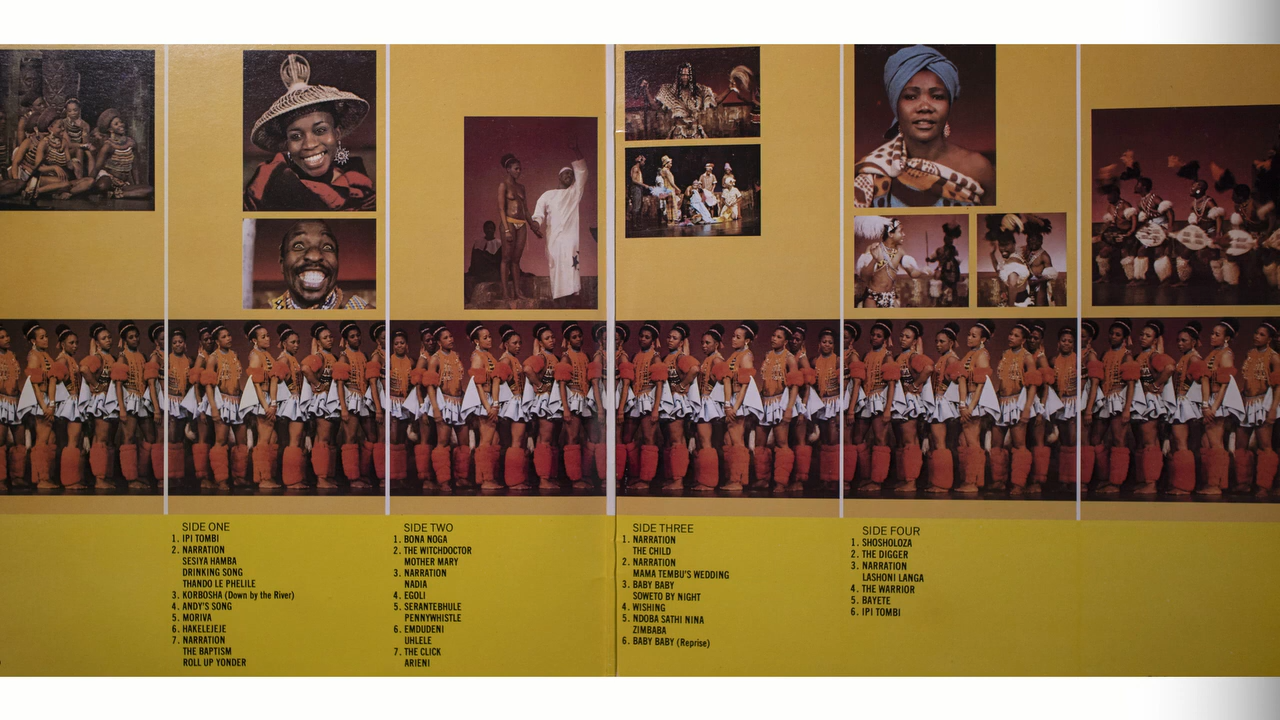 SIDE ONE
1. IPI TOMBI
2. NARRATION
SESIYA HAMBA
DRINKING SONG
THANDO LE PHELILE
3. KORBOSHA (Down by the River)
4. ANDY'S SONG
5. MORIVA
6. HAKELEJEJE
7. NARRATION
THE BAPTISM
ROLL UP YONDER
SIDE TWO
1. BONA NOGA
2. THE WITCHDOCTOR
MOTHER MARY
3. NARRATION
NADIA
4. EGOLI
5. SERANTEBHULE
PENNYWHISTLE
6. EMDUDENI
UHLELE
7. THE CLICK
ARIENI
SIDE THREE
1. NARRATION
THE CHILD
2. NARRATION
MAMA TEMBU'S WEDDING
3. BABY BABY
SOWETO BY NIGHT
4. WISHING
5. NDOBA SATHI NINA
ZIMBABA
6. BABY BABY (Reprise)
SIDE FOUR
1. SHOSHOLOZA
2. THE DIGGER
3. NARRATION
LASHONI LANGA
4. THE WARRIOR
5. BAYETE
6. IPI TOMBI